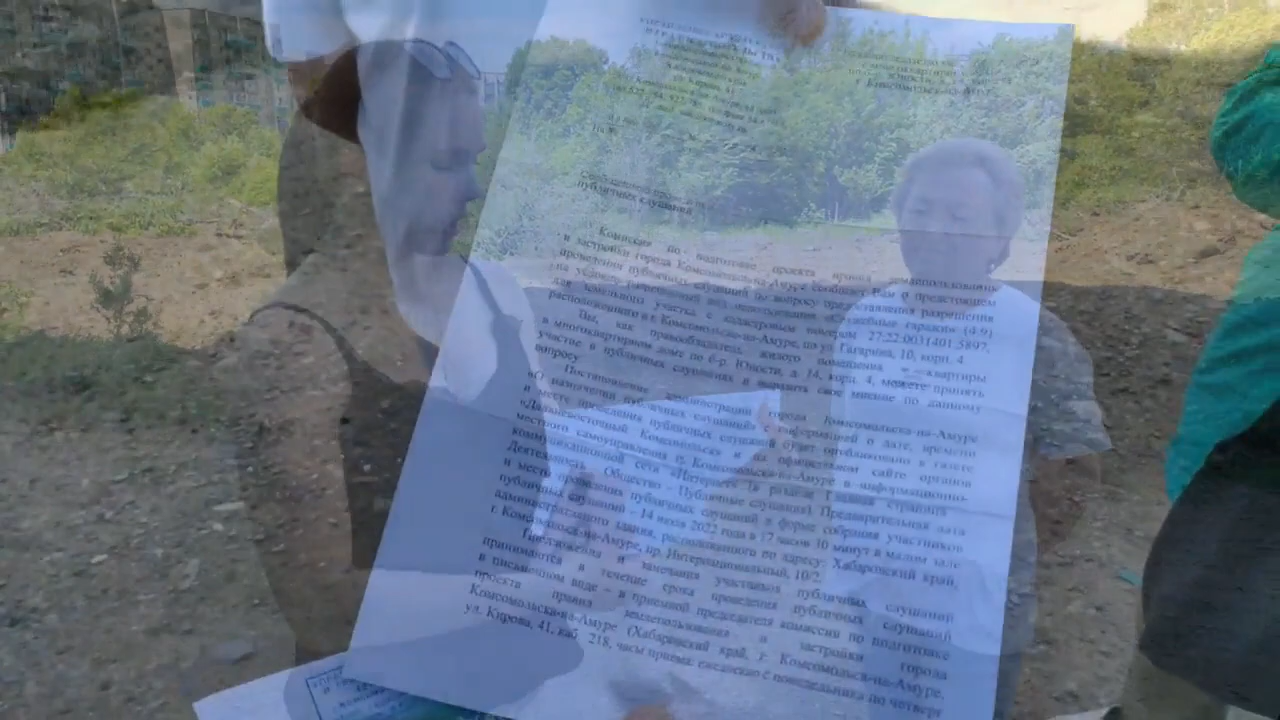 публичных слушаний
Комиссия по подготовке проекта правил землепользования
и застройки города Комсомольска-на-Амуре сообщает Вам о предстоящем
проведении публичных слушаний по вопросу предоставления разрешения
на условно разрешенный вид использования «Служебные гаражи» (4.9)
для земельного участка с кадастровым номером 27:22:0031401:5897,
расположенного в г. Комсомольске-на-Амуре, по ул. Гагарина, 10, корп. 4.
Вы, как правообладатель жилого помещения – квартиры
в многоквартирном доме по б-р. Юности, д. 14, корп. 4, можете принять
участие в публичных слушаниях и выразить свое мнение по данному
вопросу.
Постановление администрации города Комсомольска-на-Амуре
«О назначении публичных слушаний» с информацией о дате, времени
и месте проведения публичных слушаний будет опубликовано в газете
«Дальневосточный Комсомольск» и на официальном сайте органов
местного самоуправления г. Комсомольска-на-Амуре в информационно-
коммуникационной сети «Интернет» (в разделе Главная страница -
Деятельность - Общество - Публичные слушания). Предварительная дата
и место проведения публичных слушаний в форме собрания участников
публичных слушаний - 14 июля 2022 года в 17 часов 10 минут в малом зале
административного здания, расположенного по адресу: Хабаровский край,
г. Комсомольск-на-Амуре, пр. Интернациональный, 10/2.
Предложения и замечания участников публичных слушаний
принимаются в течение срока проведения публичных слушаний
в письменном виде – в приемной председателя комиссии по подготовке
проекта правил землепользования и застройки города
Комсомольска-на-Амуре (Хабаровский край, г. Комсомольск-на-Амуре,
ул. Кирова, 41, каб. 218, часы приема: ежедневно с понедельника по четверг